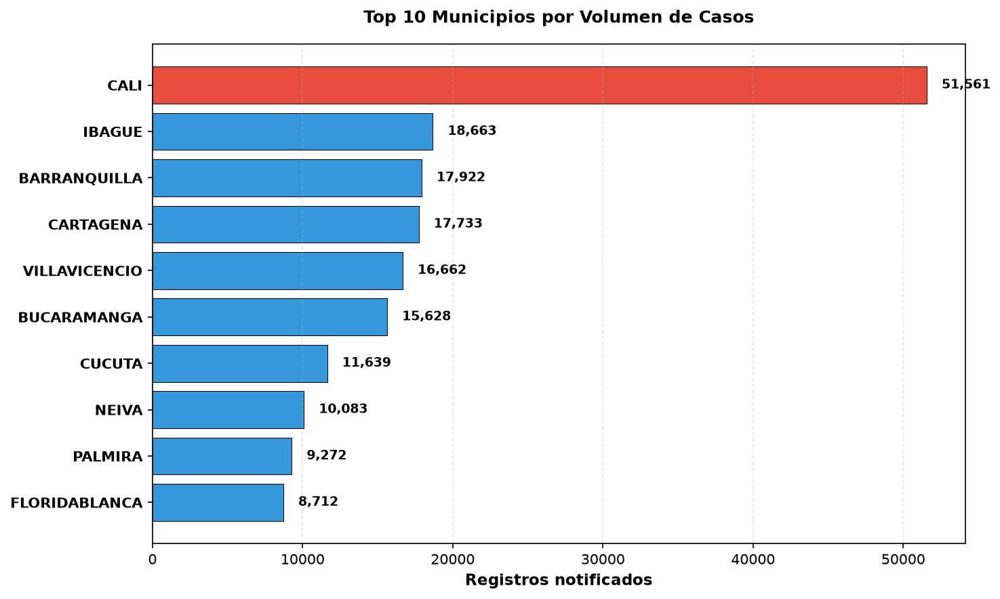 Top 10 Municipios por Volumen de Casos
CALI 51,561
IBAGUE 18,663
BARRANQUILLA 17,922
CARTAGENA 17,733
VILLAVICENCIO 16,662
BUCARAMANGA 15,628
CUCUTA 11,639
NEIVA 10,083
PALMIRA 9,272
FLORIDABLANCA 8,712
0 10000 20000 30000 40000 50000
Registros notificados